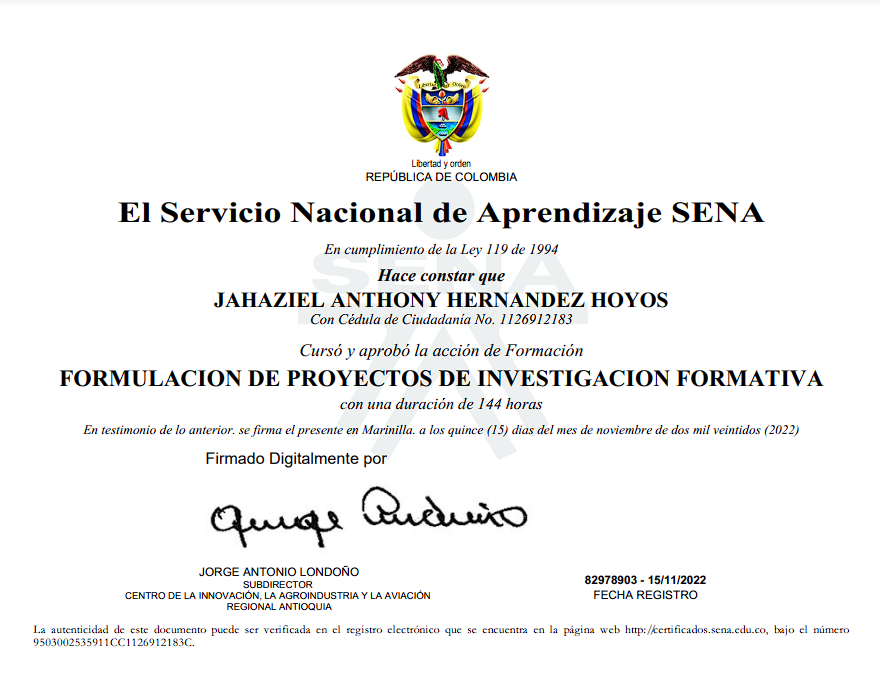 Libertad y Orden
Libertad y orden
REPÚBLICA DE COLOMBIA
El Servicio Nacional de Aprendizaje SENA
En cumplimiento de la Ley 119 de 1994
SENA
Hace constar que
JAHAZIEL ANTHONY HERNANDEZ HOYOS
Con Cédula de Ciudadanía No. 1126912183
Cursó y aprobó la acción de Formación
FORMULACION DE PROYECTOS DE INVESTIGACION FORMATIVA
con una duración de 144 horas
En testimonio de lo anterior. se firma el presente en Marinilla. a los quince (15) dias del mes de noviembre de dos mil veintidos (2022)
Firmado Digitalmente por
JORGE ANTONIO LONDOÑO
SUBDIRECTOR
CENTRO DE LA INNOVACIÓN, LA AGROINDUSTRIA Y LA AVIACIÓN
REGIONAL ANTIOQUIA
82978903 - 15/11/2022
FECHA REGISTRO
La autenticidad de este documento puede ser verificada en el registro electrónico que se encuentra en la página web http://certificados.sena.edu.co, bajo el número
9503002535911CC1126912183C.